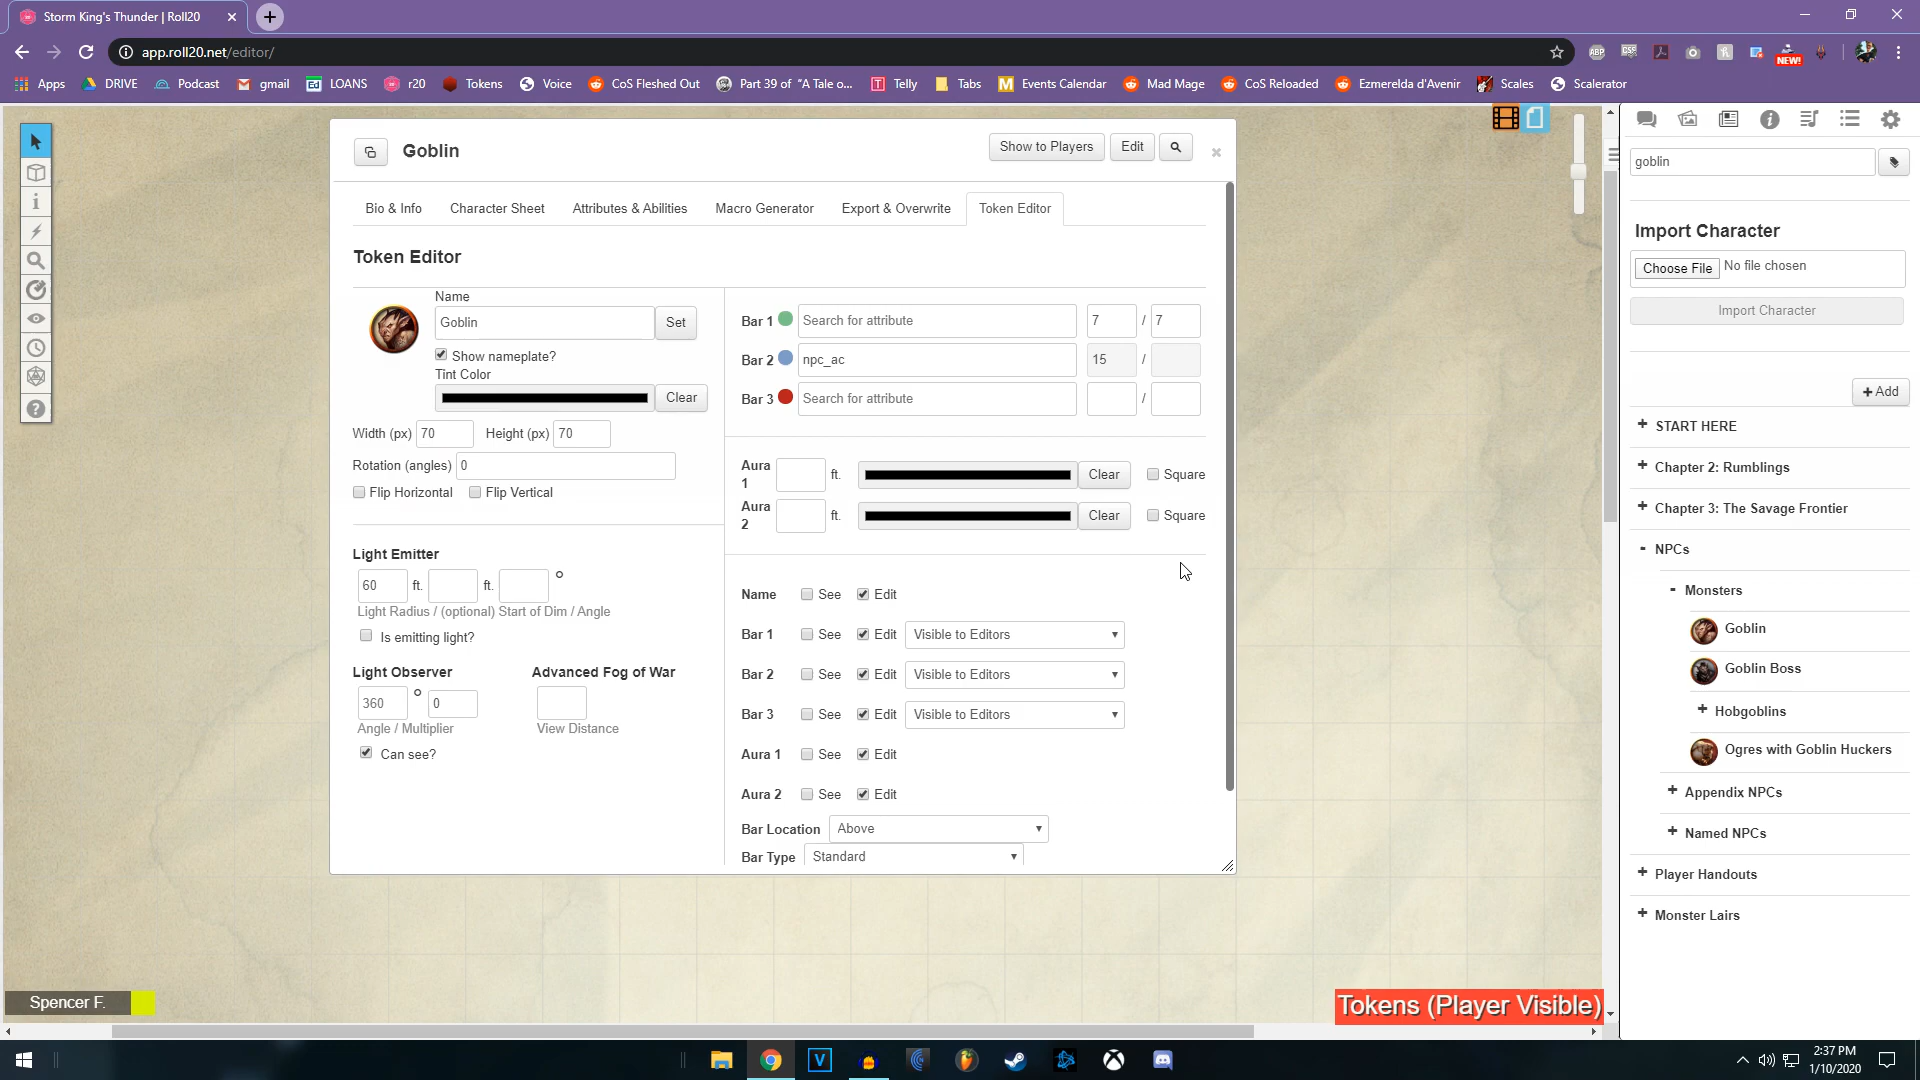 Storm King's Thunder | Roll20
app.roll20.net/editor/
ABP
CSP
NEW!
Apps DRIVE Podcast gmail LOANS r20 Tokens Voice CoS Fleshed Out Part 39 of "A Tale o... Telly Tabs Events Calendar Mad Mage CoS Reloaded Ezmerelda d'Avenir Scales Scalerator
Goblin
Show to Players
Edit
Bio & Info Character Sheet Attributes & Abilities Macro Generator Export & Overwrite Token Editor
Token Editor
Name
Goblin
Set
Show nameplate?
Tint Color
Clear
Width (px) 70 Height (px) 70
Rotation (angles) 0
Flip Horizontal Flip Vertical
Light Emitter
60 ft. ft. °
Light Radius / (optional) Start of Dim / Angle
Is emitting light?
Light Observer Advanced Fog of War
360 ° 0
Angle / Multiplier View Distance
Can see?
Bar 1 Search for attribute 7 / 7
Bar 2 npc_ac 15 /
Bar 3 Search for attribute /
Aura 1 ft. Clear Square
Aura 2 ft. Clear Square
Name See Edit
Bar 1 See Edit Visible to Editors
Bar 2 See Edit Visible to Editors
Bar 3 See Edit Visible to Editors
Aura 1 See Edit
Aura 2 See Edit
Bar Location Above
Bar Type Standard
goblin
Import Character
Choose File No file chosen
Import Character
+ Add
+ START HERE
+ Chapter 2: Rumblings
+ Chapter 3: The Savage Frontier
- NPCs
- Monsters
Goblin
Goblin Boss
+ Hobgoblins
Ogres with Goblin Huckers
+ Appendix NPCs
+ Named NPCs
+ Player Handouts
+ Monster Lairs
Spencer F.
Tokens (Player Visible)
2:37 PM
1/10/2020